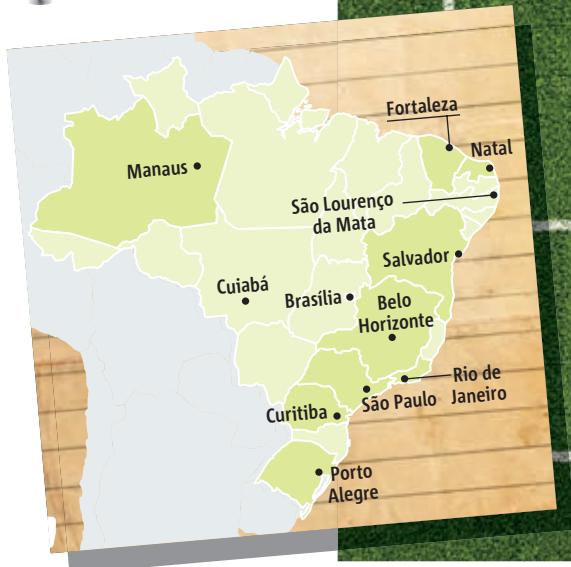 Fortaleza
Natal
Manaus
São Lourenço
da Mata
Salvador
Cuiabá
Brasília
Belo
Horizonte
Rio de
Janeiro
São Paulo
Curitiba
Porto
Alegre